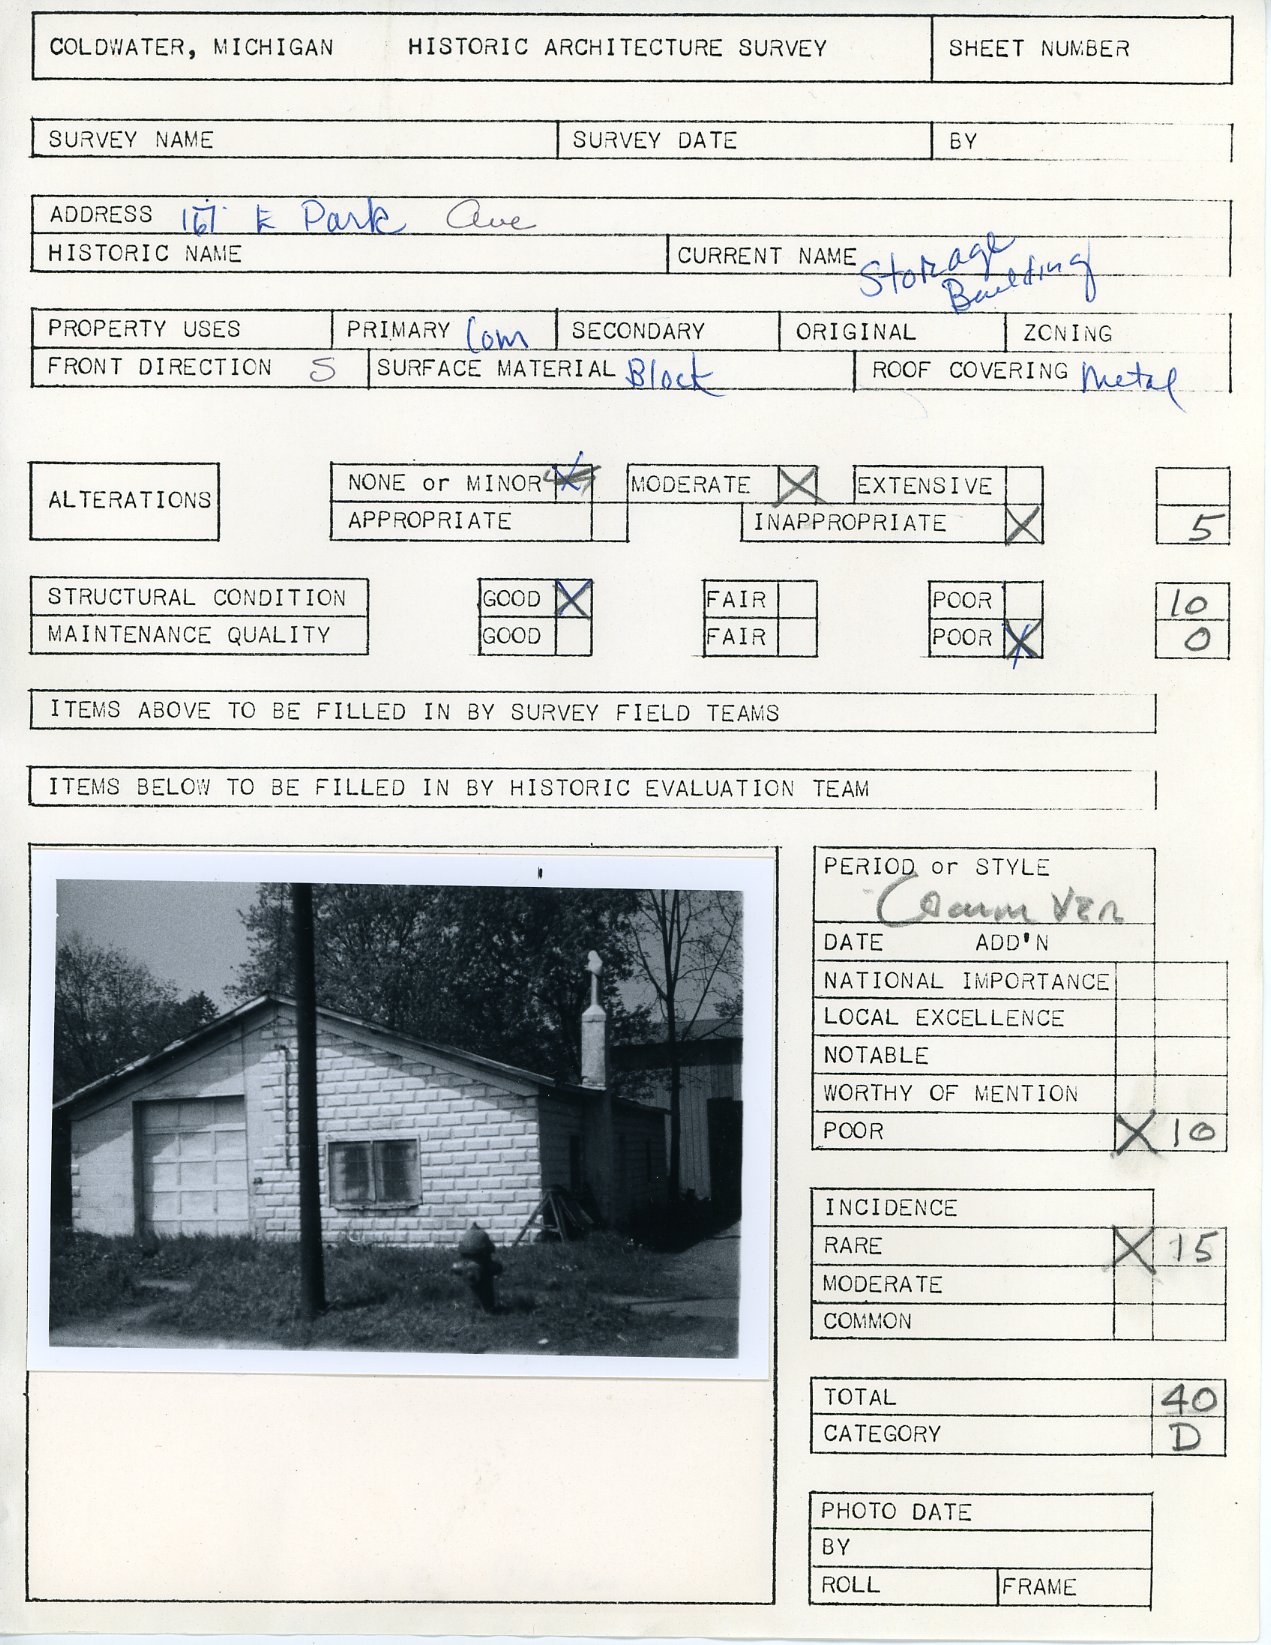 COLDWATER, MICHIGAN HISTORIC ARCHITECTURE SURVEY SHEET NUMBER
SURVEY NAME SURVEY DATE BY
ADDRESS E Park Ave
HISTORIC NAME CURRENT NAME Storage
Building
PROPERTY USES PRIMARY Com SECONDARY ORIGINAL ZONING
FRONT DIRECTION S SURFACE MATERIAL Block ROOF COVERING Metal
ALTERATIONS NONE or MINOR X MODERATE X EXTENSIVE
APPROPRIATE INAPPROPRIATE X 5
STRUCTURAL CONDITION GOOD X FAIR POOR 10
MAINTENANCE QUALITY GOOD FAIR POOR X 0
ITEMS ABOVE TO BE FILLED IN BY SURVEY FIELD TEAMS
ITEMS BELOW TO BE FILLED IN BY HISTORIC EVALUATION TEAM
PERIOD or STYLE
Comm Ver
DATE ADD'N
NATIONAL IMPORTANCE
LOCAL EXCELLENCE
NOTABLE
WORTHY OF MENTION
POOR X 10
INCIDENCE
RARE X 15
MODERATE
COMMON
TOTAL 40
CATEGORY D
PHOTO DATE
BY
ROLL FRAME